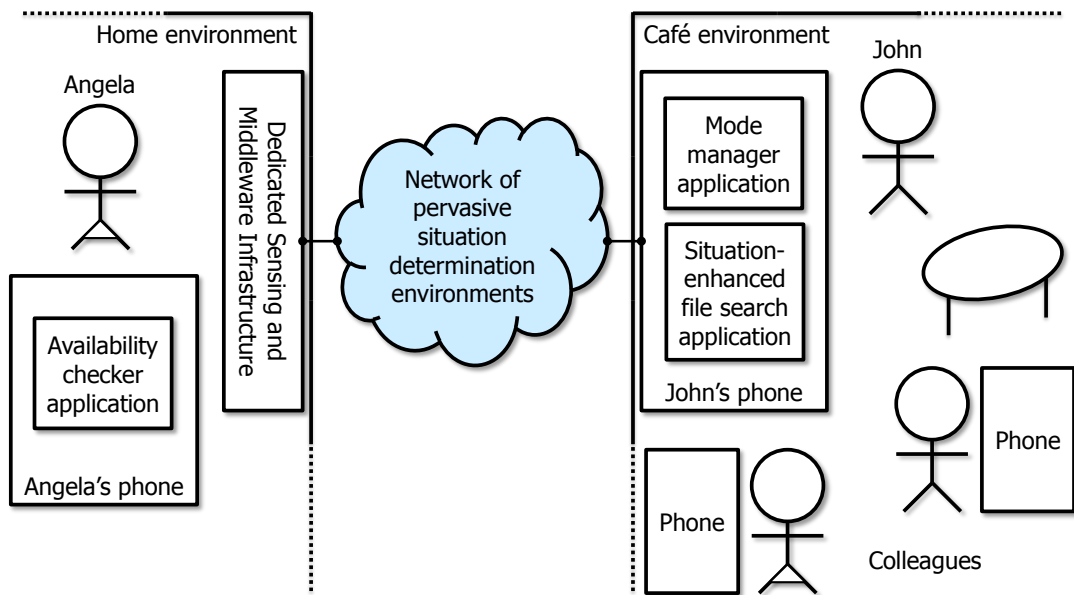 Home environment
Angela
Dedicated Sensing and
Middleware Infrastructure
Availability
checker
application
Angela's phone
Network of
pervasive
situation
determination
environments
Café environment
John
Mode
manager
application
Situation-
enhanced
file search
application
John's phone
Phone
Phone
Colleagues